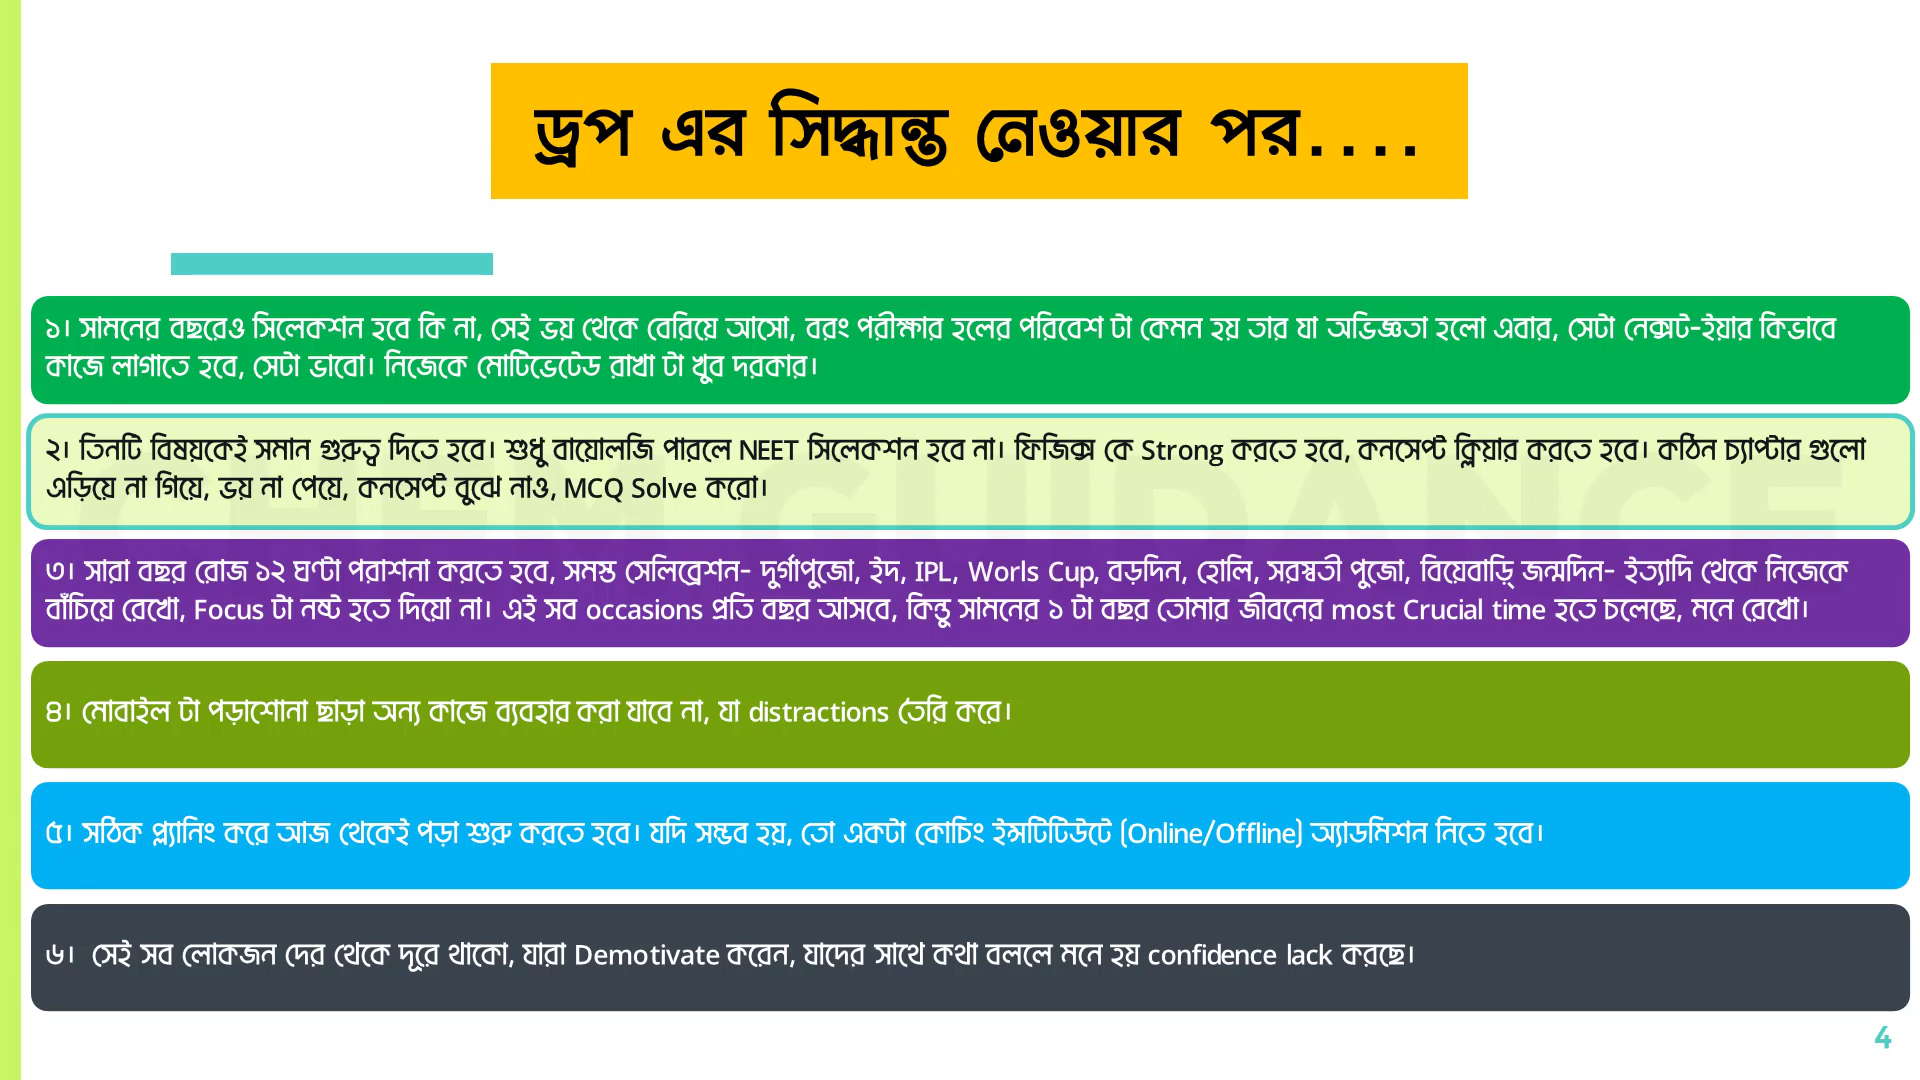 ড্রপ এর সিদ্ধান্ত নেওয়ার পর....
১। সামনের বছরেও সিলেকশন হবে কি না, সেই ভয় থেকে বেরিয়ে আসো, বরং পরীক্ষার হলের পরিবেশ টা কেমন হয় তার যা অভিজ্ঞতা হলো এবার, সেটা নেক্সট-ইয়ার কিভাবে
কাজে লাগাতে হবে, সেটা ভাবো। নিজেকে মোটিভেটেড রাখা টা খুব দরকার।
২। তিনটি বিষয়কেই সমান গুরুত্ব দিতে হবে। শুধু বায়োলজি পারলে NEET সিলেকশন হবে না। ফিজিক্স কে Strong করতে হবে, কনসেপ্ট ক্লিয়ার করতে হবে। কঠিন চ্যাপ্টার গুলো
এড়িয়ে না গিয়ে, ভয় না পেয়ে, কনসেপ্ট বুঝে নাও, MCQ Solve করো।
৩। সারা বছর রোজ ১২ ঘণ্টা পরাশনা করতে হবে, সমস্ত সেলিব্রেশন- দুর্গাপুজো, ইদ, IPL, Worls Cup, বড়দিন, হোলি, সরস্বতী পুজো, বিয়েবাড়ি্ জন্মদিন- ইত্যাদি থেকে নিজেকে
বাঁচিয়ে রেখো, Focus টা নষ্ট হতে দিয়ো না। এই সব occasions প্রতি বছর আসবে, কিন্তু সামনের ১ টা বছর তোমার জীবনের most Crucial time হতে চলেছে, মনে রেখো।
৪। মোবাইল টা পড়াশোনা ছাড়া অন্য কাজে ব্যবহার করা যাবে না, যা distractions তৈরি করে।
৫। সঠিক প্ল্যানিং করে আজ থেকেই পড়া শুরু করতে হবে। যদি সম্ভব হয়, তো একটা কোচিং ইন্সটিটিউটে (Online/Offline) অ্যাডমিশন নিতে হবে।
৬। সেই সব লোকজন দের থেকে দূরে থাকো, যারা Demotivate করেন, যাদের সাথে কথা বললে মনে হয় confidence lack করছে।
CHEM GUIDANCE
4